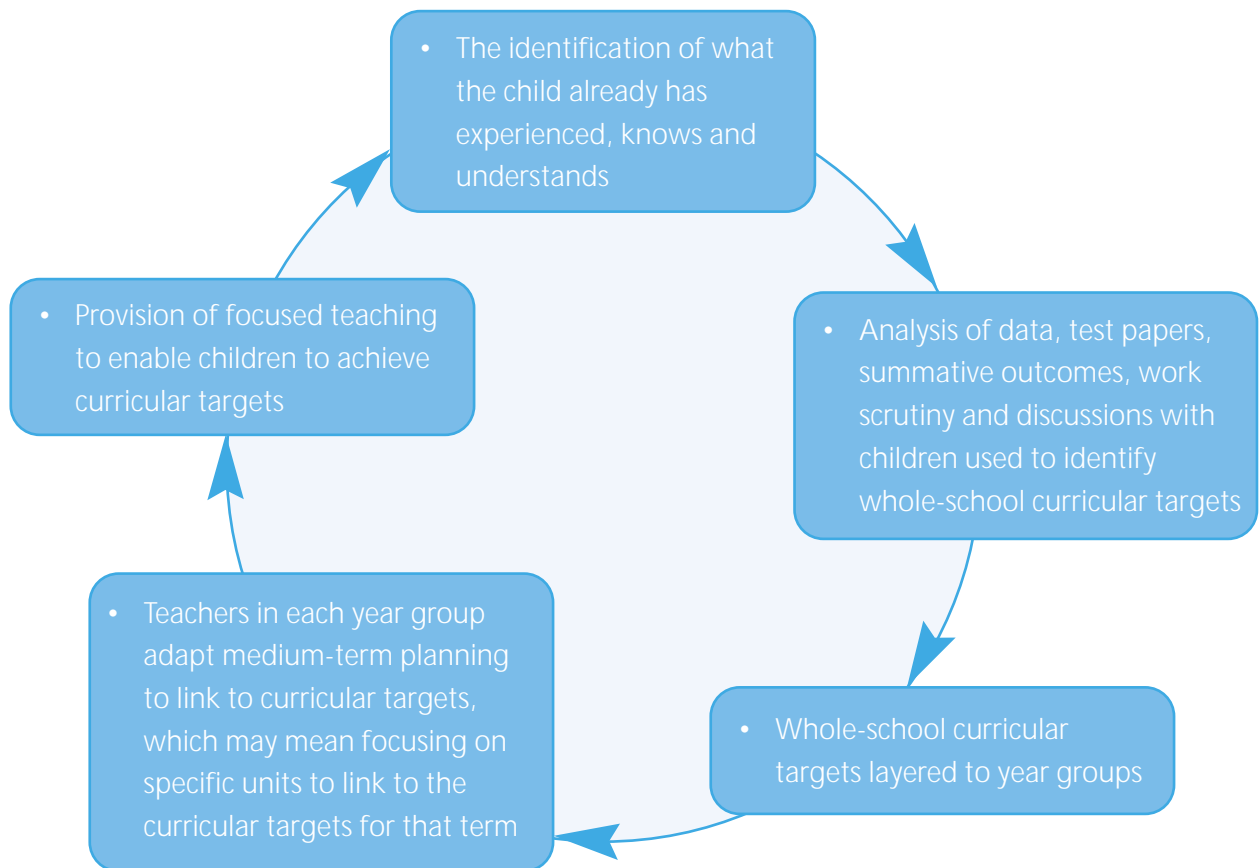 • The identification of what
the child already has
experienced, knows and
understands
• Analysis of data, test papers,
summative outcomes, work
scrutiny and discussions with
children used to identify
whole-school curricular targets
• Whole-school curricular
targets layered to year groups
• Teachers in each year group
adapt medium-term planning
to link to curricular targets,
which may mean focusing on
specific units to link to the
curricular targets for that term
• Provision of focused teaching
to enable children to achieve
curricular targets